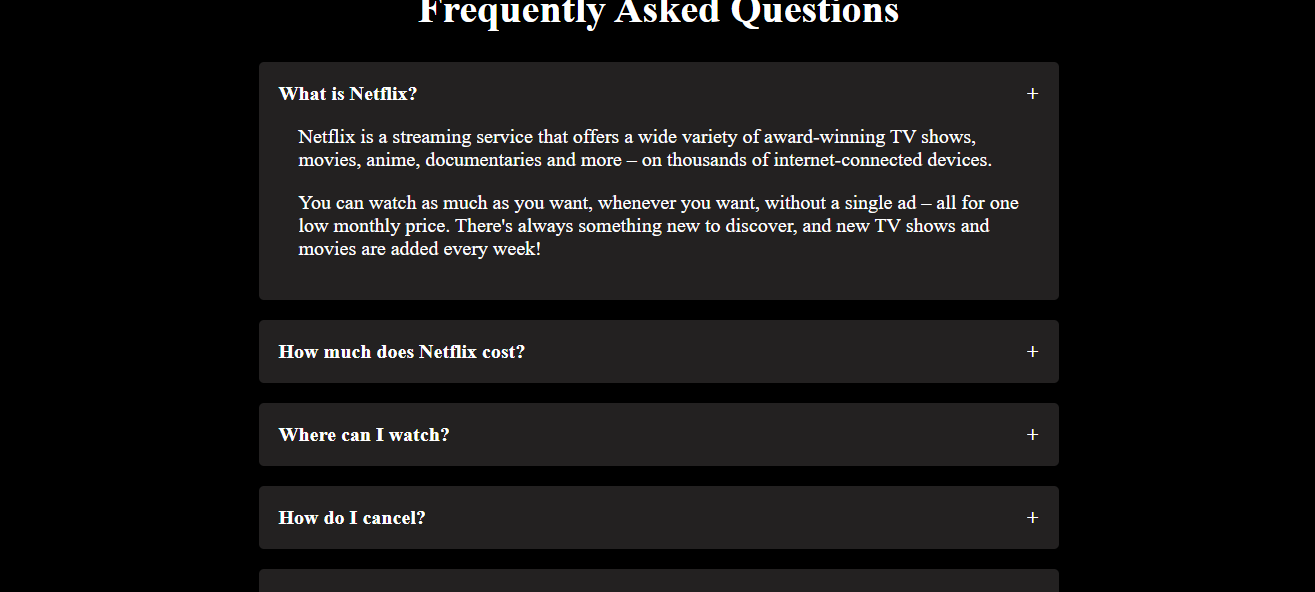 Frequently Asked Questions
What is Netflix?
+
Netflix is a streaming service that offers a wide variety of award-winning TV shows,
movies, anime, documentaries and more – on thousands of internet-connected devices.
You can watch as much as you want, whenever you want, without a single ad – all for one
low monthly price. There's always something new to discover, and new TV shows and
movies are added every week!
How much does Netflix cost?
+
Where can I watch?
+
How do I cancel?
+